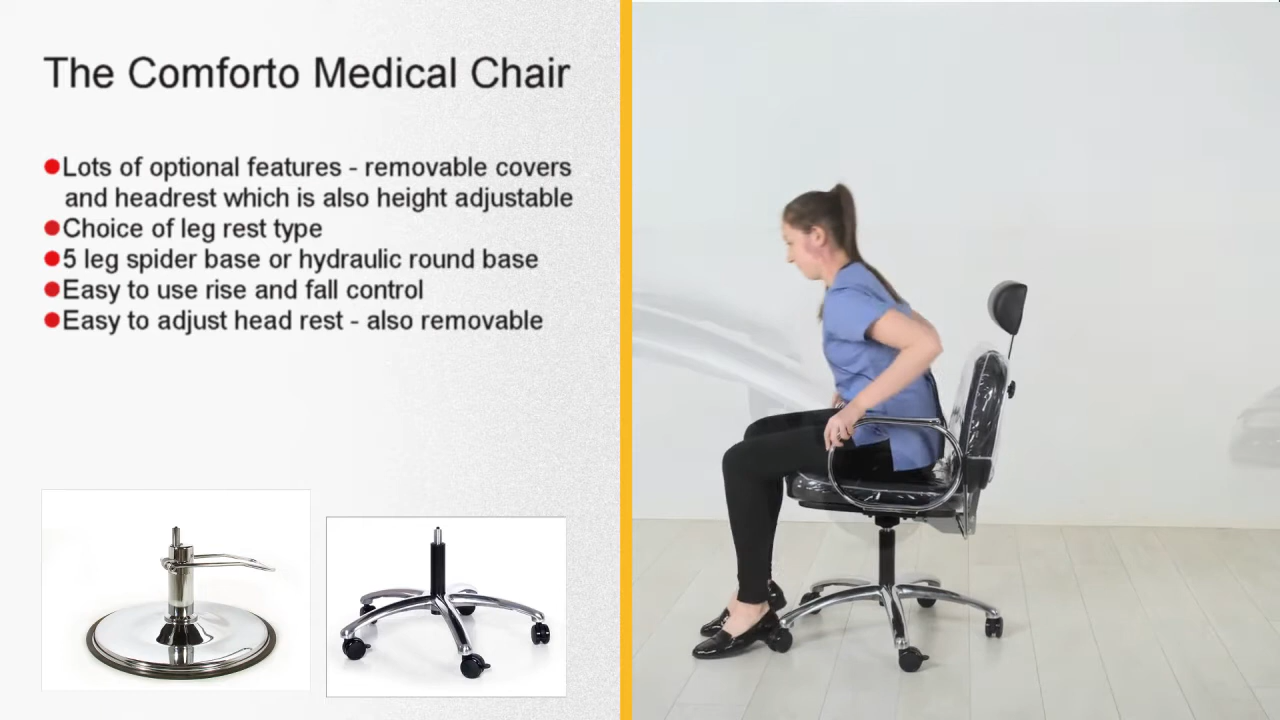 The Comforto Medical Chair
●Lots of optional features - removable covers
and headrest which is also height adjustable
●Choice of leg rest type
●5 leg spider base or hydraulic round base
●Easy to use rise and fall control
●Easy to adjust head rest - also removable